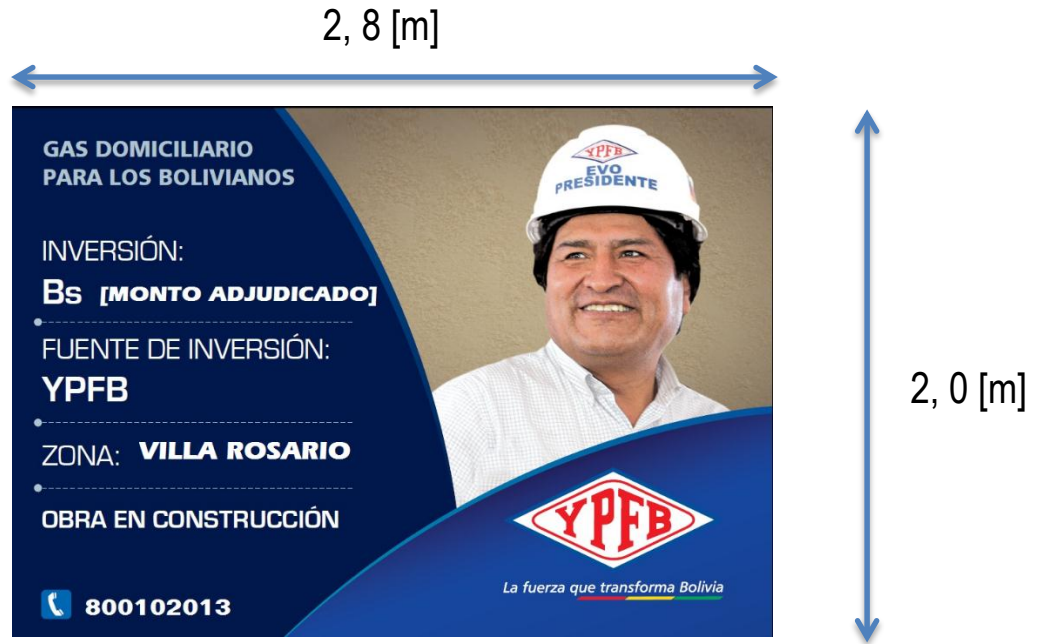 2, 8 [m]
GAS DOMICILIARIO
PARA LOS BOLIVIANOS
INVERSIÓN:
Bs [MONTO ADJUDICADO]
FUENTE DE INVERSIÓN:
YPFB
ZONA: VILLA ROSARIO
OBRA EN CONSTRUCCIÓN
800102013
YPFB
EVO
PRESIDENTE
YPFB
La fuerza que transforma Bolivia
2, 0 [m]